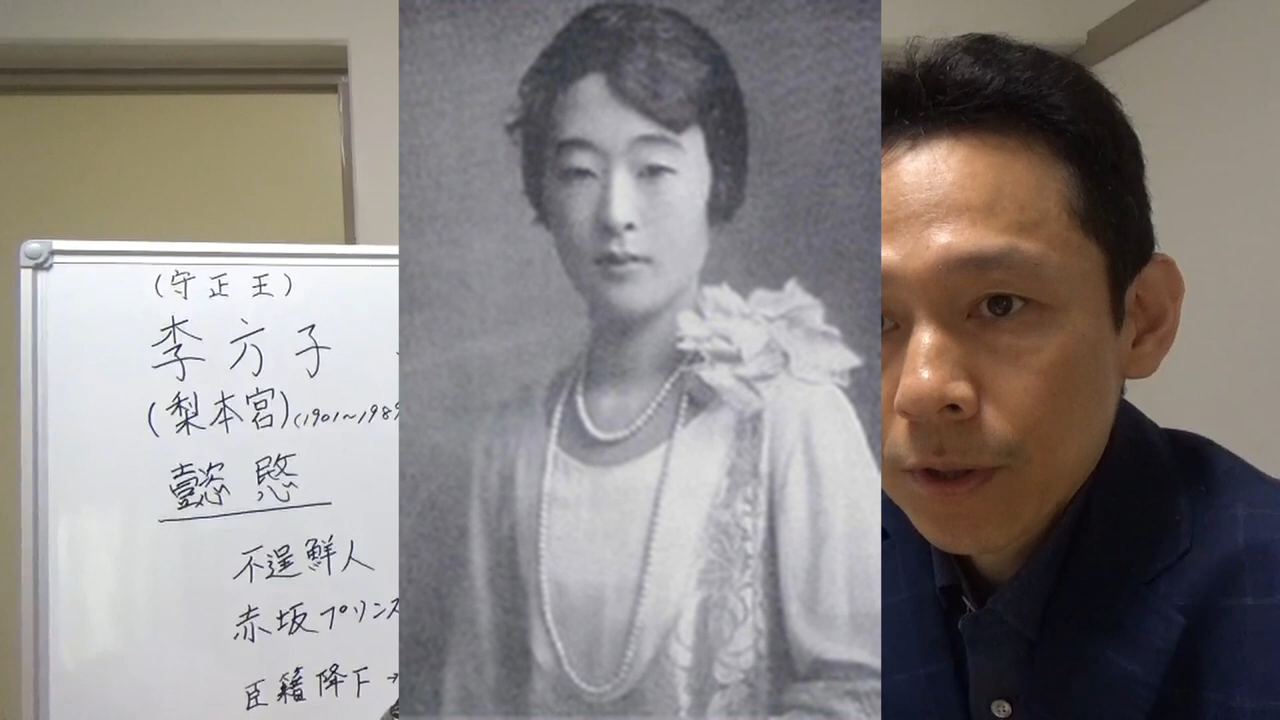 (守正王)
李方子
(梨本宮)(1901~1989
懿愍
不逞鮮人
赤坂プリンス
臣籍降下→